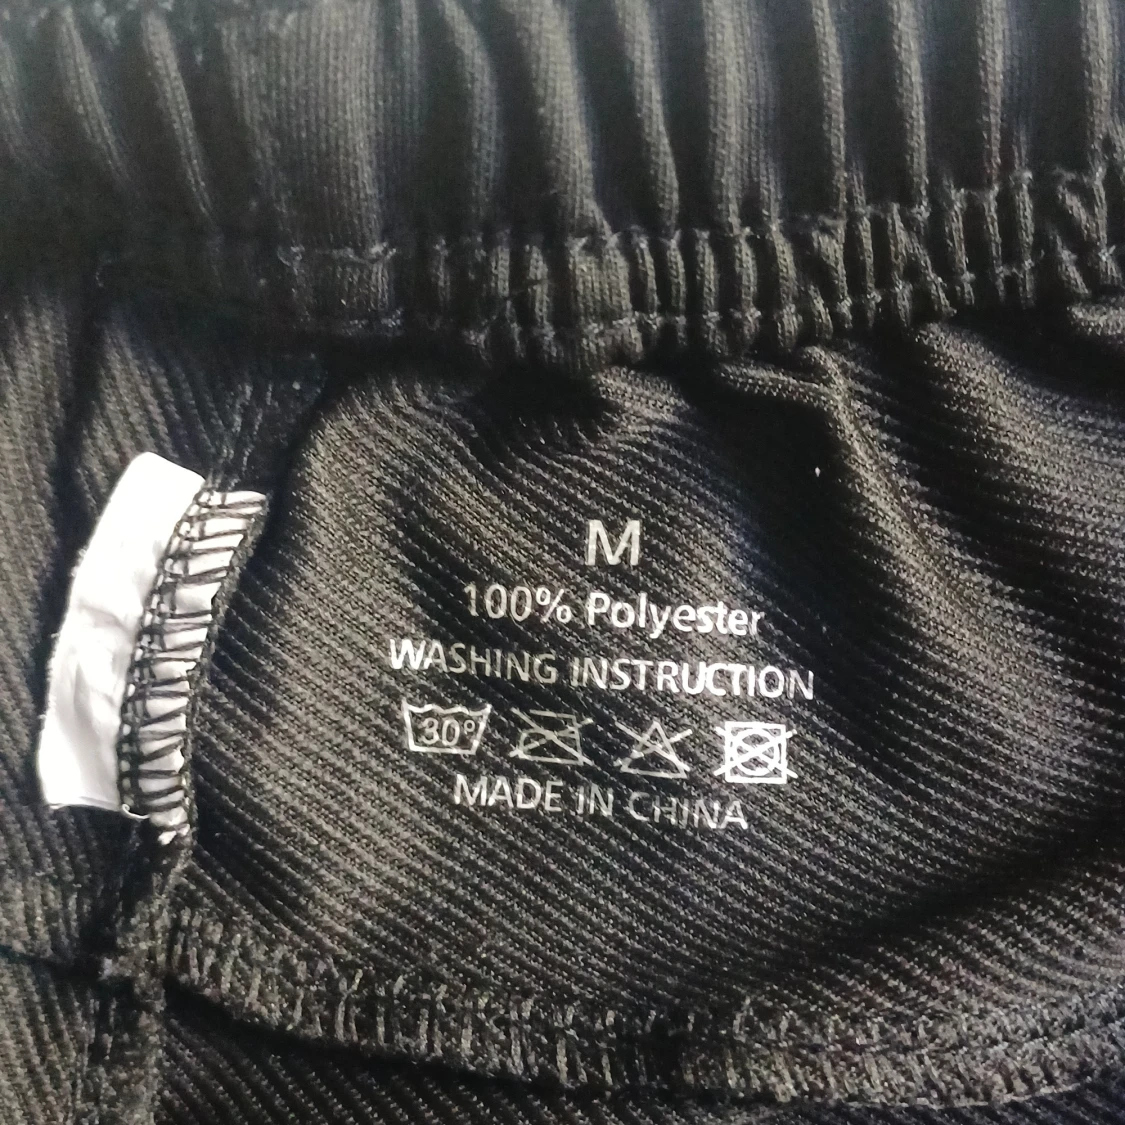 M
100% Polyester
WASHING INSTRUCTION
30°
MADE IN CHINA